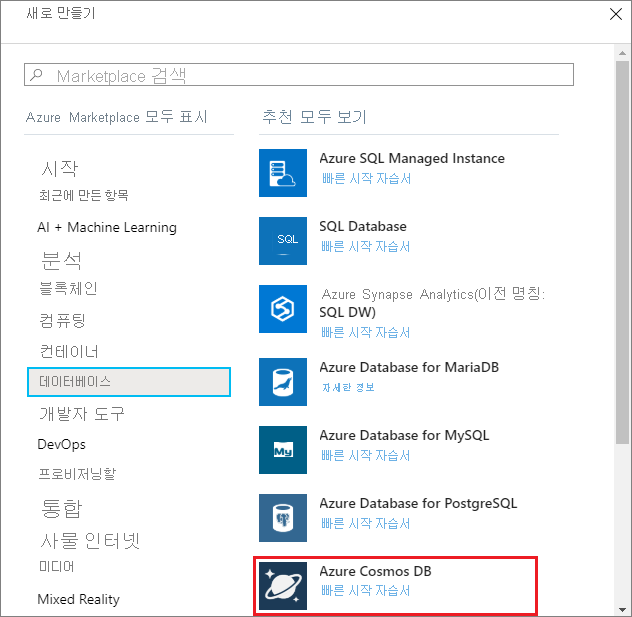 새로 만들기
Marketplace 검색
Azure Marketplace 모두 표시
시작
최근에 만든 항목
AI + Machine Learning
분석
블록체인
컴퓨팅
컨테이너
데이터베이스
개발자 도구
DevOps
프로비저닝할
통합
사물 인터넷
미디어
Mixed Reality
추천 모두 보기
Azure SQL Managed Instance
빠른 시작 자습서
SQL
SQL Database
빠른 시작 자습서
Azure Synapse Analytics(이전 명칭:
SQL DW)
빠른 시작 자습서
Azure Database for MariaDB
자세한 정보
My
Azure Database for MySQL
빠른 시작 자습서
Azure Database for PostgreSQL
빠른 시작 자습서
Azure Cosmos DB
빠른 시작 자습서